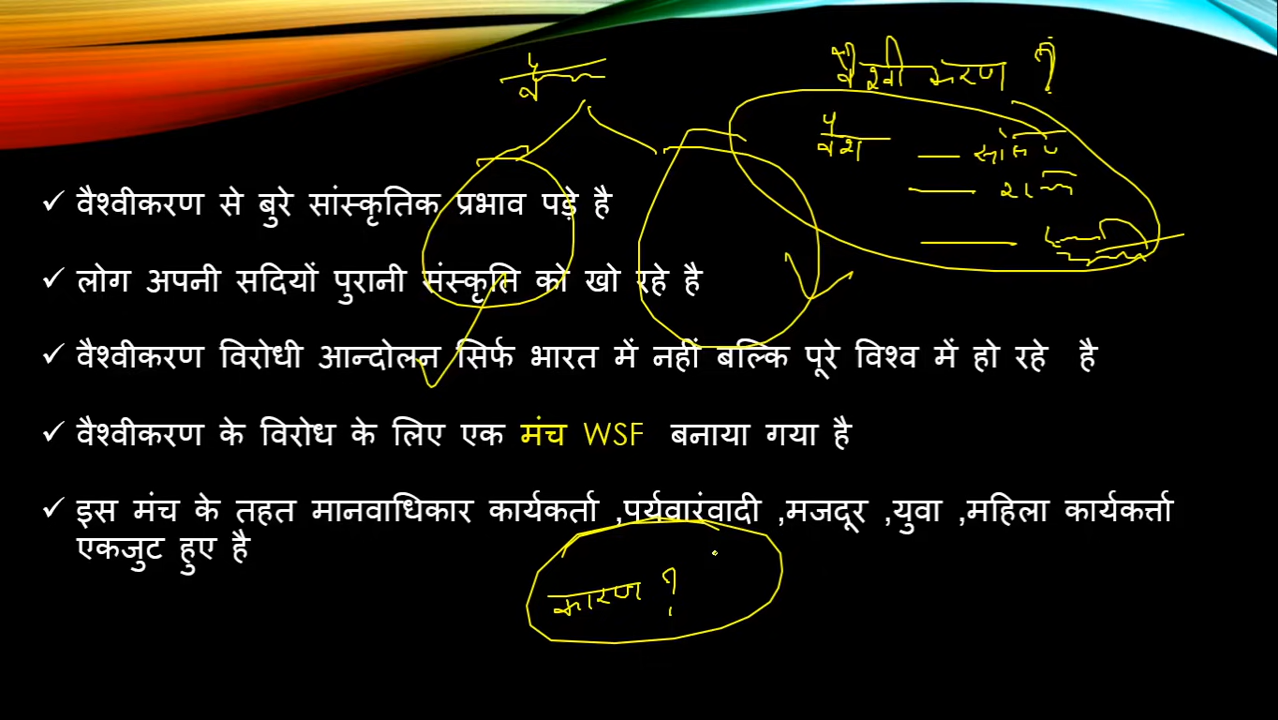 वैश्वीकरण ?
✓ वैश्वीकरण से बुरे सांस्कृतिक प्रभाव पड़े है
✓ लोग अपनी सदियों पुरानी संस्कृति को खो रहे है
✓ वैश्वीकरण विरोधी आन्दोलन सिर्फ भारत में नहीं बल्कि पूरे विश्व में हो रहे है
✓ वैश्वीकरण के विरोध के लिए एक मंच WSF बनाया गया है
✓ इस मंच के तहत मानवाधिकार कार्यकर्ता ,पर्यवारंवादी ,मजदूर ,युवा ,महिला कार्यकर्त्ता
एकजुट हुए है
कारण ?